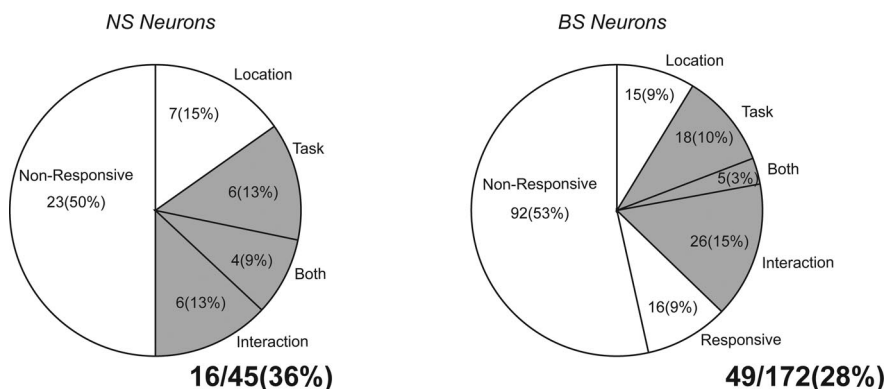 NS Neurons
Location
7(15%)
Task
6(13%)
Non-Responsive
23(50%)
4(9%)
Both
6(13%)
Interaction
16/45(36%)
BS Neurons
Location
15(9%)
Task
18(10%)
Both
5(3%)
Non-Responsive
92(53%)
26(15%)
Interaction
16(9%)
Responsive
49/172(28%)